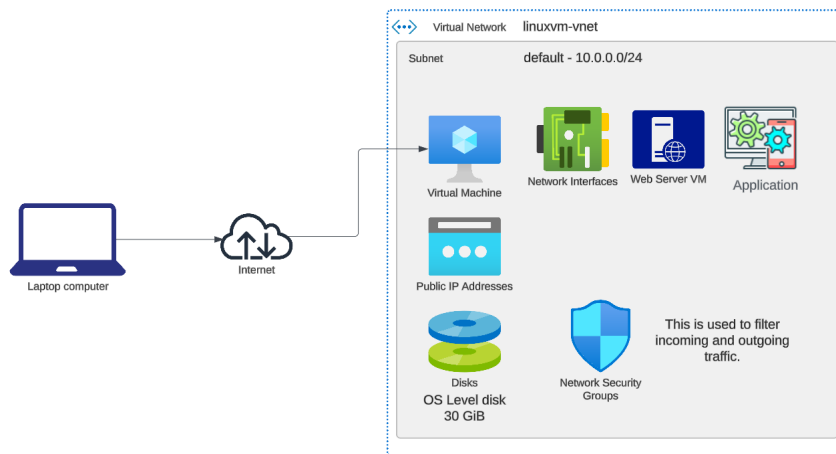 Virtual Network linuxvm-vnet
Subnet default - 10.0.0.0/24
Virtual Machine
Network Interfaces
Web Server VM
Application
Laptop computer
Internet
Public IP Addresses
Disks
OS Level disk
30 GiB
Network Security
Groups
This is used to filter
incoming and outgoing
traffic.